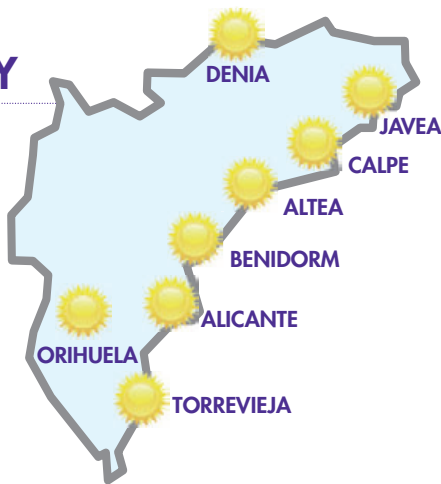 Y
DENIA
JAVEA
CALPE
ALTEA
BENIDORM
ALICANTE
ORIHUELA
TORREVIEJA